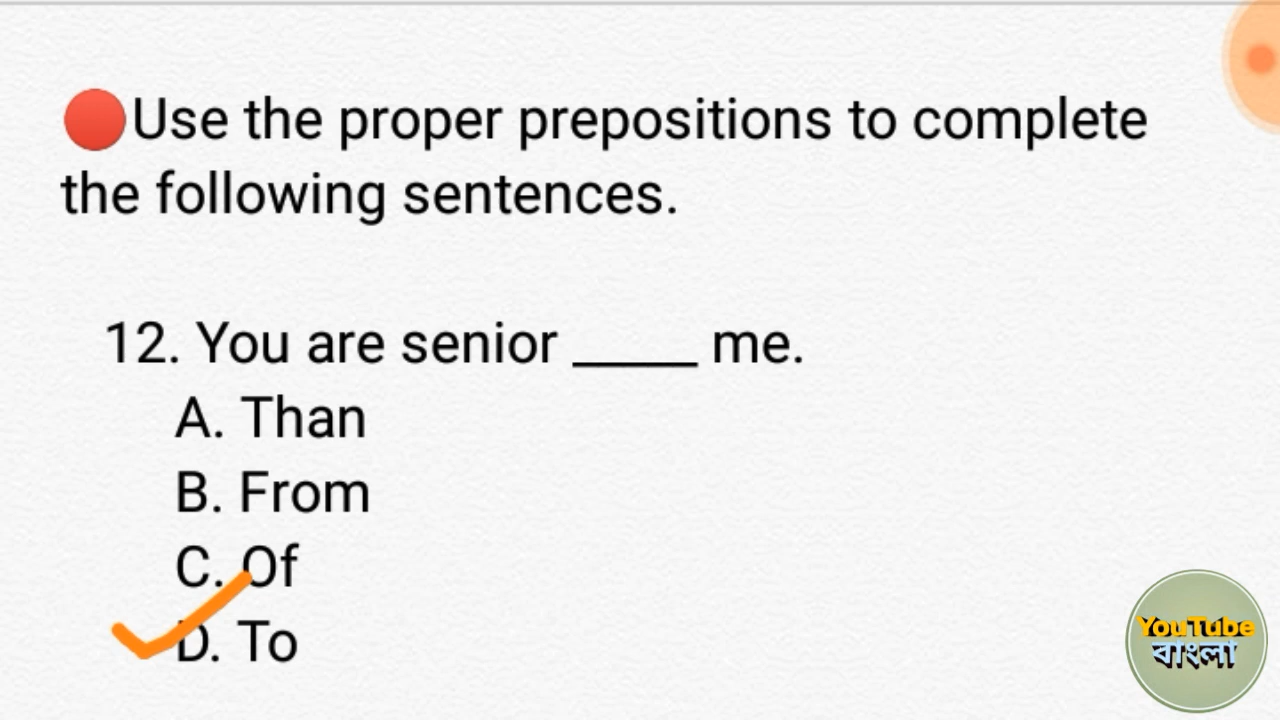 🔴Use the proper prepositions to complete
the following sentences.
12. You are senior _____ me.
A. Than
B. From
C. Of
D. To
YouTube
বাংলা